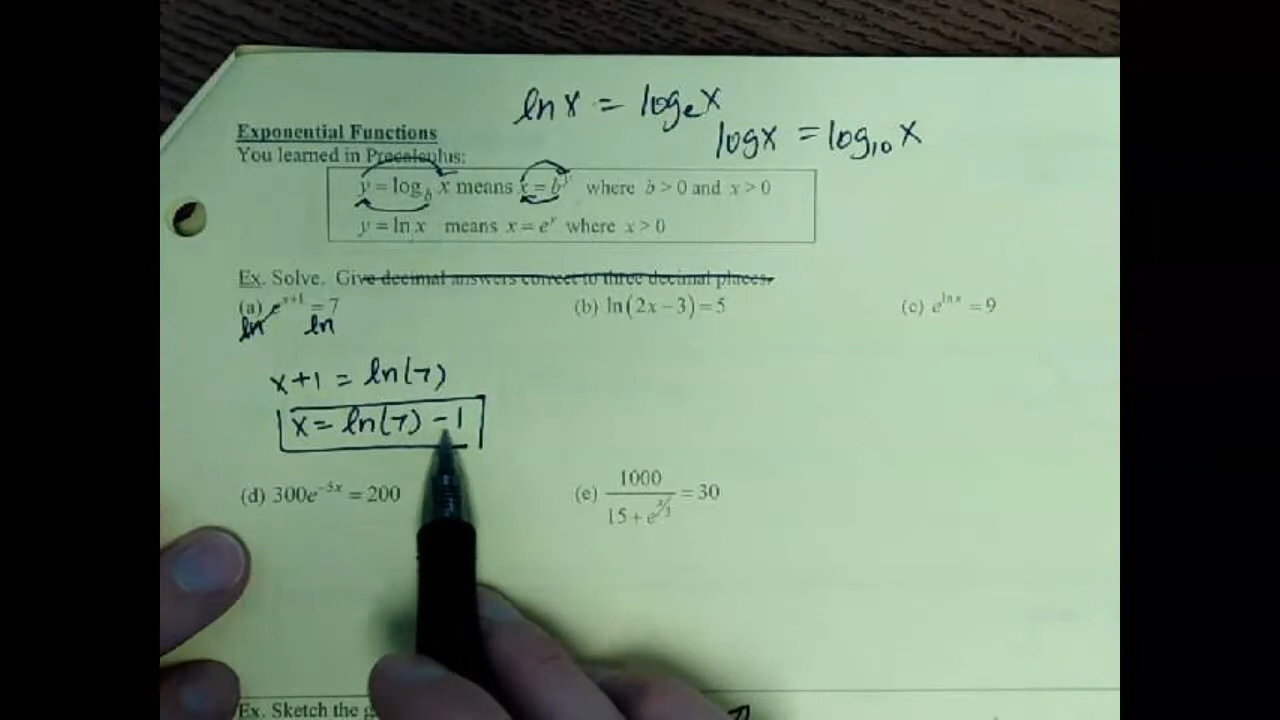 ln x = log_e x
log x = log_10 x
Exponential Functions
You learned in Precalculus:
y = log_b x means x = b^y where b > 0 and x > 0
y = ln x means x = e^y where x > 0
Ex. Solve. Give decimal answers correct to three decimal places.
(a) e^(x+1) = 7 (b) ln(2x − 3) = 5 (c) e^(ln x) = 9
ln ln
x + 1 = ln(7)
x = ln(7) − 1
(d) 300e^(−5x) = 200 (e) 1000/(15 + e^(x/3)) = 30
Ex. Sketch the